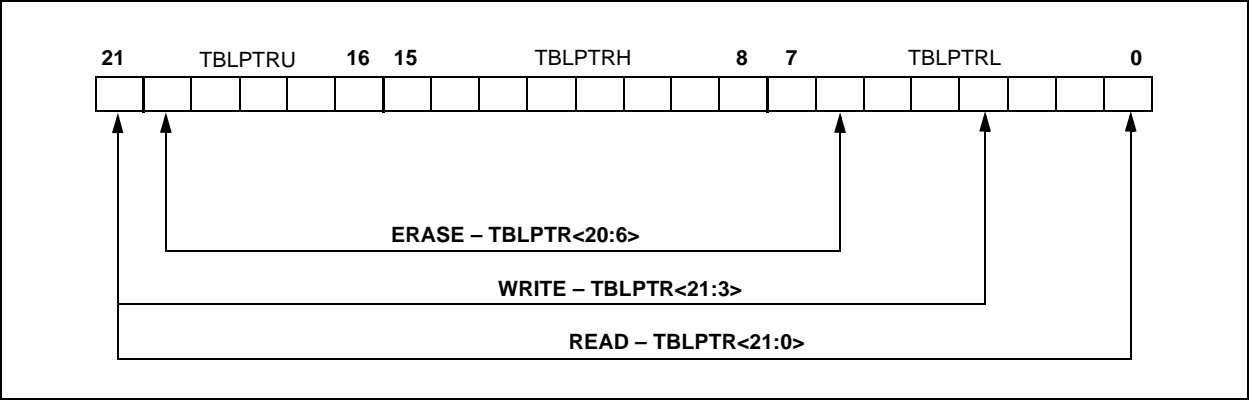 21 TBLPTRU 16 15 TBLPTRH 8 7 TBLPTRL 0
ERASE – TBLPTR<20:6>
WRITE – TBLPTR<21:3>
READ – TBLPTR<21:0>